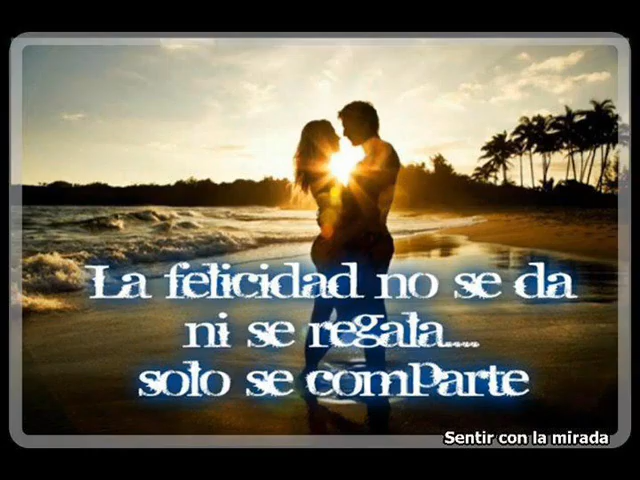 La felicidad no se da
ni se regala....
solo se comparte
Sentir con la mirada